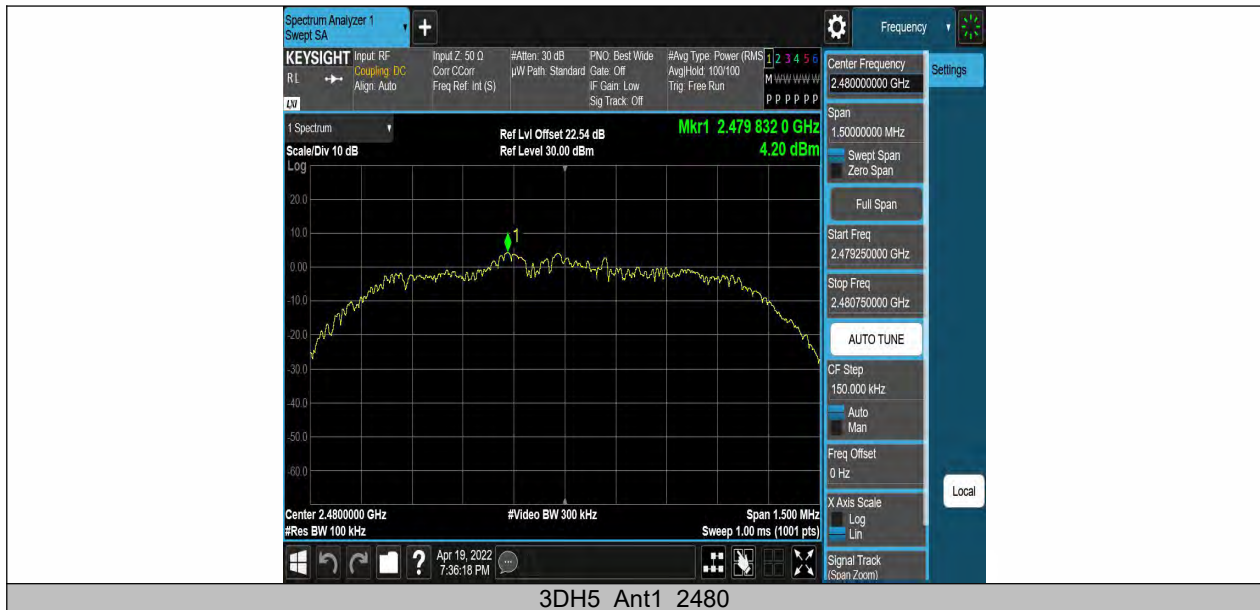 Spectrum Analyzer 1
Swept SA
+
Frequency
KEYSIGHT
RL
LXI
Input: RF
Coupling: DC
Align: Auto
Input Z: 50 Ω
Corr CCorr
Freq Ref: Int (S)
#Atten: 30 dB
µW Path: Standard
PNO: Best Wide
Gate: Off
IF Gain: Low
Sig Track: Off
#Avg Type: Power (RMS
Avg|Hold: 100/100
Trig: Free Run
1 2 3 4 5 6
M W W W W W
P P P P P P
1 Spectrum
Scale/Div 10 dB
Log
Ref Lvl Offset 22.54 dB
Ref Level 30.00 dBm
Mkr1 2.479 832 0 GHz
4.20 dBm
20.0
10.0
0.00
-10.0
-20.0
-30.0
-40.0
-50.0
-60.0
1
Center 2.4800000 GHz
#Res BW 100 kHz
#Video BW 300 kHz
Span 1.500 MHz
Sweep 1.00 ms (1001 pts)
?
Apr 19, 2022
7:36:18 PM
Center Frequency
2.480000000 GHz
Settings
Span
1.50000000 MHz
Swept Span
Zero Span
Full Span
Start Freq
2.479250000 GHz
Stop Freq
2.480750000 GHz
AUTO TUNE
CF Step
150.000 kHz
Auto
Man
Freq Offset
0 Hz
Local
X Axis Scale
Log
Lin
Signal Track
(Span Zoom)
3DH5_Ant1_2480